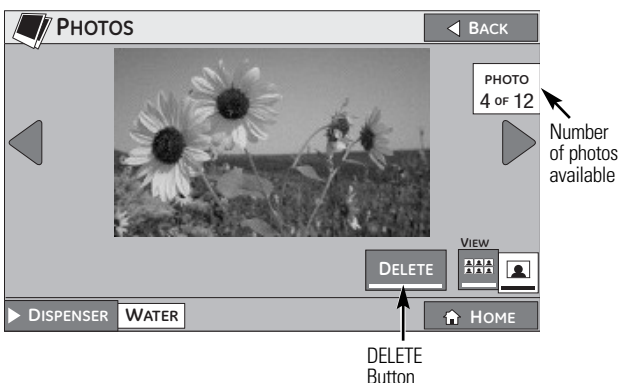 PHOTOS
BACK
PHOTO
4 OF 12
Number
of photos
available
VIEW
DELETE
DISPENSER WATER
HOME
DELETE
Button